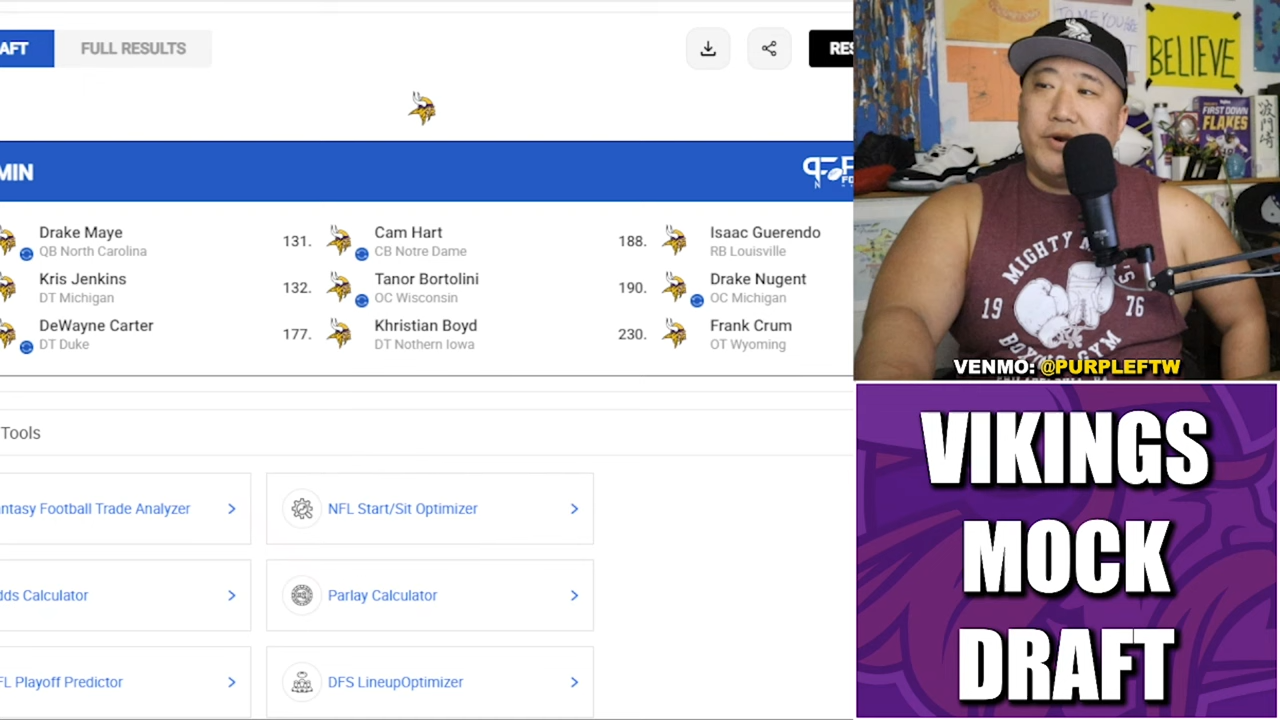 AFT
FULL RESULTS
RES
MIN
PF
Drake Maye
QB North Carolina
131.
Cam Hart
CB Notre Dame
188.
Isaac Guerendo
RB Louisville
Kris Jenkins
DT Michigan
132.
Tanor Bortolini
OC Wisconsin
190.
Drake Nugent
OC Michigan
DeWayne Carter
DT Duke
177.
Khristian Boyd
DT Nothern Iowa
230.
Frank Crum
OT Wyoming
Tools
ntasy Football Trade Analyzer
NFL Start/Sit Optimizer
dds Calculator
Parlay Calculator
FL Playoff Predictor
DFS LineupOptimizer
BELIEVE
FIRST DOWN
FLAKES
MIGHTY
19 76
VENMO: @PURPLEFTW
VIKINGS
MOCK
DRAFT